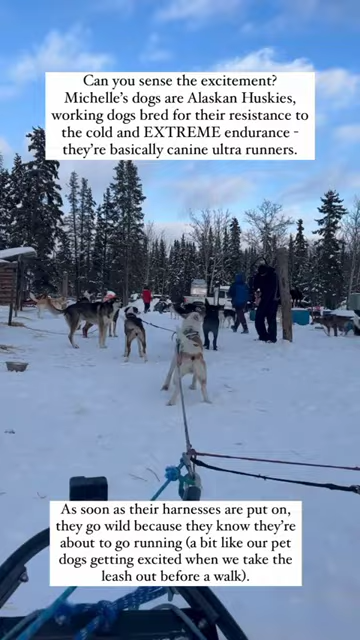 Can you sense the excitement?
Michelle's dogs are Alaskan Huskies,
working dogs bred for their resistance to
the cold and EXTREME endurance -
they're basically canine ultra runners.
As soon as their harnesses are put on,
they go wild because they know they're
about to go running (a bit like our pet
dogs getting excited when we take the
leash out before a walk).